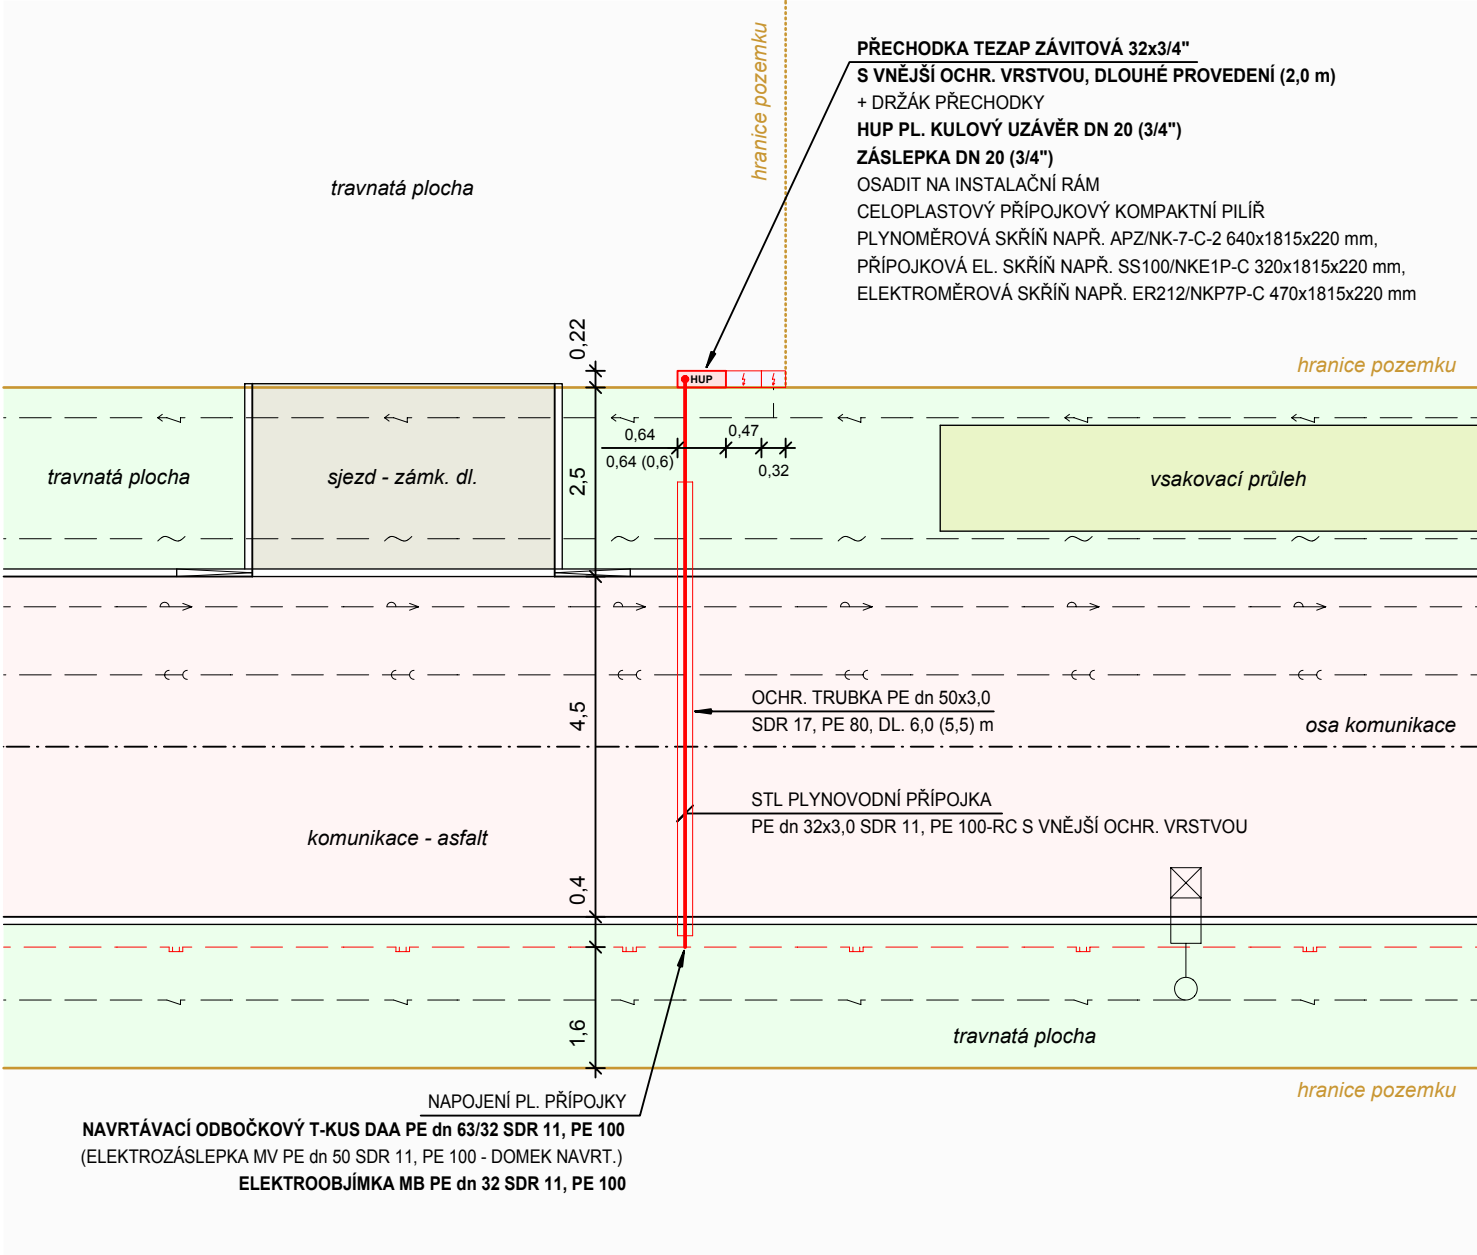 hranice pozemku
PŘECHODKA TEZAP ZÁVITOVÁ 32x3/4"
S VNĚJŠÍ OCHR. VRSTVOU, DLOUHÉ PROVEDENÍ (2,0 m)
+ DRŽÁK PŘECHODKY
HUP PL. KULOVÝ UZÁVĚR DN 20 (3/4")
ZÁSLEPKA DN 20 (3/4")
OSADIT NA INSTALAČNÍ RÁM
CELOPLASTOVÝ PŘÍPOJKOVÝ KOMPAKTNÍ PILÍŘ
PLYNOMĚROVÁ SKŘÍŇ NAPŘ. APZ/NK-7-C-2 640x1815x220 mm,
PŘÍPOJKOVÁ EL. SKŘÍŇ NAPŘ. SS100/NKE1P-C 320x1815x220 mm,
ELEKTROMĚROVÁ SKŘÍŇ NAPŘ. ER212/NKP7P-C 470x1815x220 mm
travnatá plocha
0,22
hranice pozemku
HUP
0,64
0,47
0,64 (0,6)
0,32
2,5
travnatá plocha
sjezd - zámk. dl.
vsakovací průleh
OCHR. TRUBKA PE dn 50x3,0
SDR 17, PE 80, DL. 6,0 (5,5) m
4,5
osa komunikace
STL PLYNOVODNÍ PŘÍPOJKA
PE dn 32x3,0 SDR 11, PE 100-RC S VNĚJŠÍ OCHR. VRSTVOU
komunikace - asfalt
0,4
1,6
travnatá plocha
hranice pozemku
NAPOJENÍ PL. PŘÍPOJKY
NAVRTÁVACÍ ODBOČKOVÝ T-KUS DAA PE dn 63/32 SDR 11, PE 100
(ELEKTROZÁSLEPKA MV PE dn 50 SDR 11, PE 100 - DOMEK NAVRT.)
ELEKTROOBJÍMKA MB PE dn 32 SDR 11, PE 100